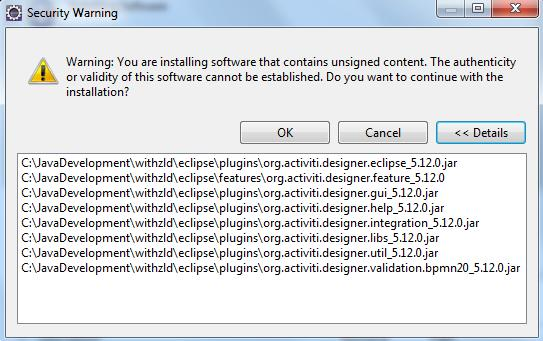 Security Warning
Warning: You are installing software that contains unsigned content. The authenticity
or validity of this software cannot be established. Do you want to continue with the
installation?
OK
Cancel
<< Details
C:\JavaDevelopment\withzld\eclipse\plugins\org.activiti.designer.eclipse_5.12.0.jar
C:\JavaDevelopment\withzld\eclipse\features\org.activiti.designer.feature_5.12.0
C:\JavaDevelopment\withzld\eclipse\plugins\org.activiti.designer.gui_5.12.0.jar
C:\JavaDevelopment\withzld\eclipse\plugins\org.activiti.designer.help_5.12.0.jar
C:\JavaDevelopment\withzld\eclipse\plugins\org.activiti.designer.integration_5.12.0.jar
C:\JavaDevelopment\withzld\eclipse\plugins\org.activiti.designer.libs_5.12.0.jar
C:\JavaDevelopment\withzld\eclipse\plugins\org.activiti.designer.util_5.12.0.jar
C:\JavaDevelopment\withzld\eclipse\plugins\org.activiti.designer.validation.bpmn20_5.12.0.jar